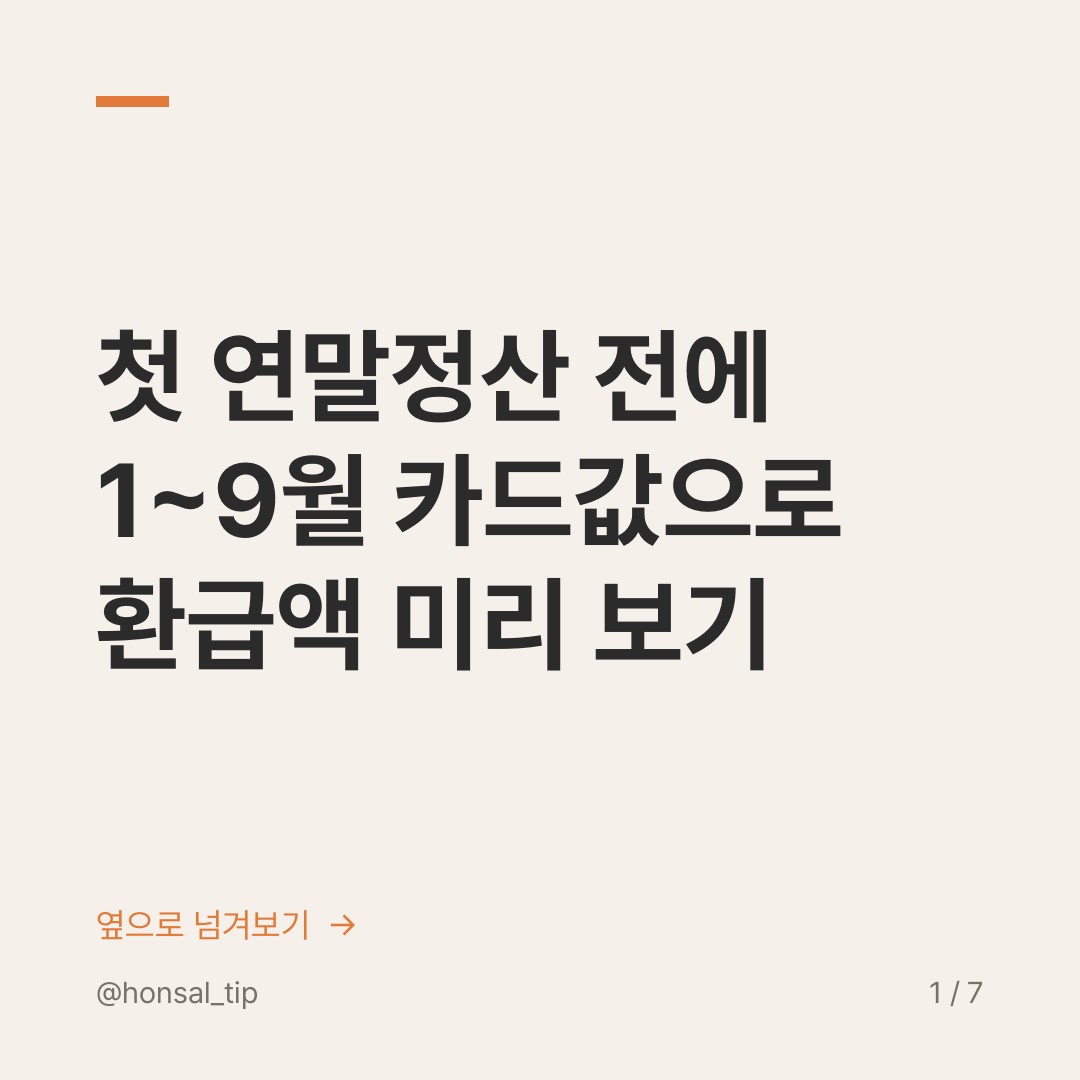 첫 연말정산 전에
1~9월 카드값으로
환급액 미리 보기
옆으로 넘겨보기 →
@honsal_tip
1 / 7